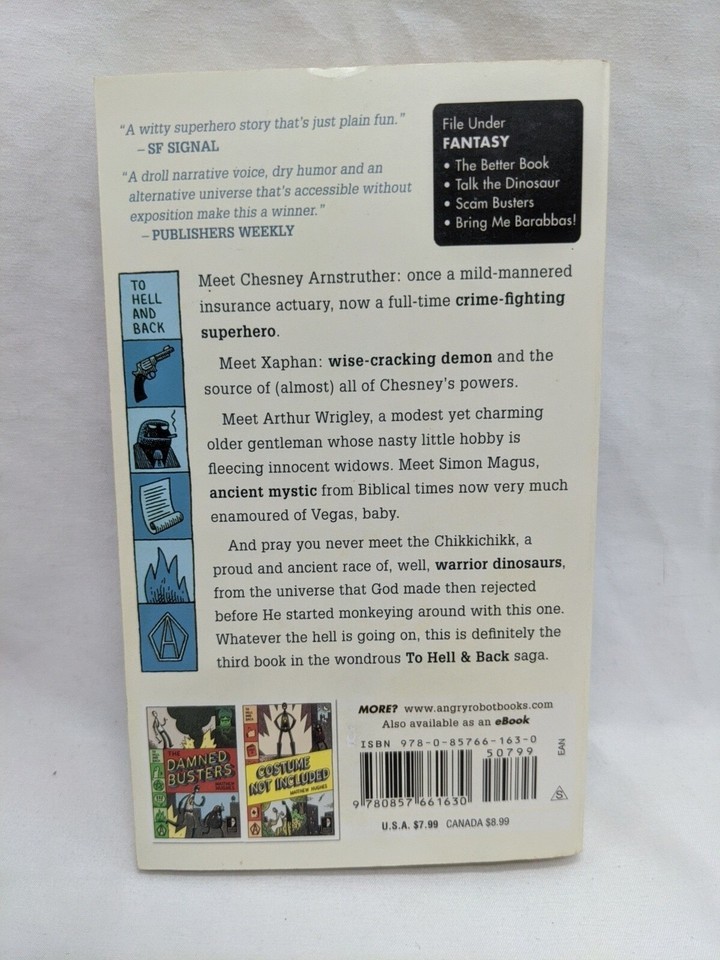 "A witty superhero story that's just plain fun."
– SF SIGNAL
"A droll narrative voice, dry humor and an
alternative universe that's accessible without
exposition make this a winner."
– PUBLISHERS WEEKLY
File Under
FANTASY
• The Better Book
• Talk the Dinosaur
• Scam Busters
• Bring Me Barabbas!
TO
HELL
AND
BACK
Meet Chesney Arnstruther: once a mild-mannered
insurance actuary, now a full-time crime-fighting
superhero.
Meet Xaphan: wise-cracking demon and the
source of (almost) all of Chesney's powers.
Meet Arthur Wrigley, a modest yet charming
older gentleman whose nasty little hobby is
fleecing innocent widows. Meet Simon Magus,
ancient mystic from Biblical times now very much
enamoured of Vegas, baby.
And pray you never meet the Chikkichikk, a
proud and ancient race of, well, warrior dinosaurs,
from the universe that God made then rejected
before He started monkeying around with this one.
Whatever the hell is going on, this is definitely the
third book in the wondrous To Hell & Back saga.
THE
DAMNED
BUSTERS
MATTHEW
HUGHES
COSTUME
NOT INCLUDED
MATTHEW HUGHES
MORE? www.angryrobotbooks.com
Also available as an eBook
ISBN 978-0-85766-163-0
50799
EAN
9 780857 661630
S
U.S.A. $7.99 CANADA $8.99